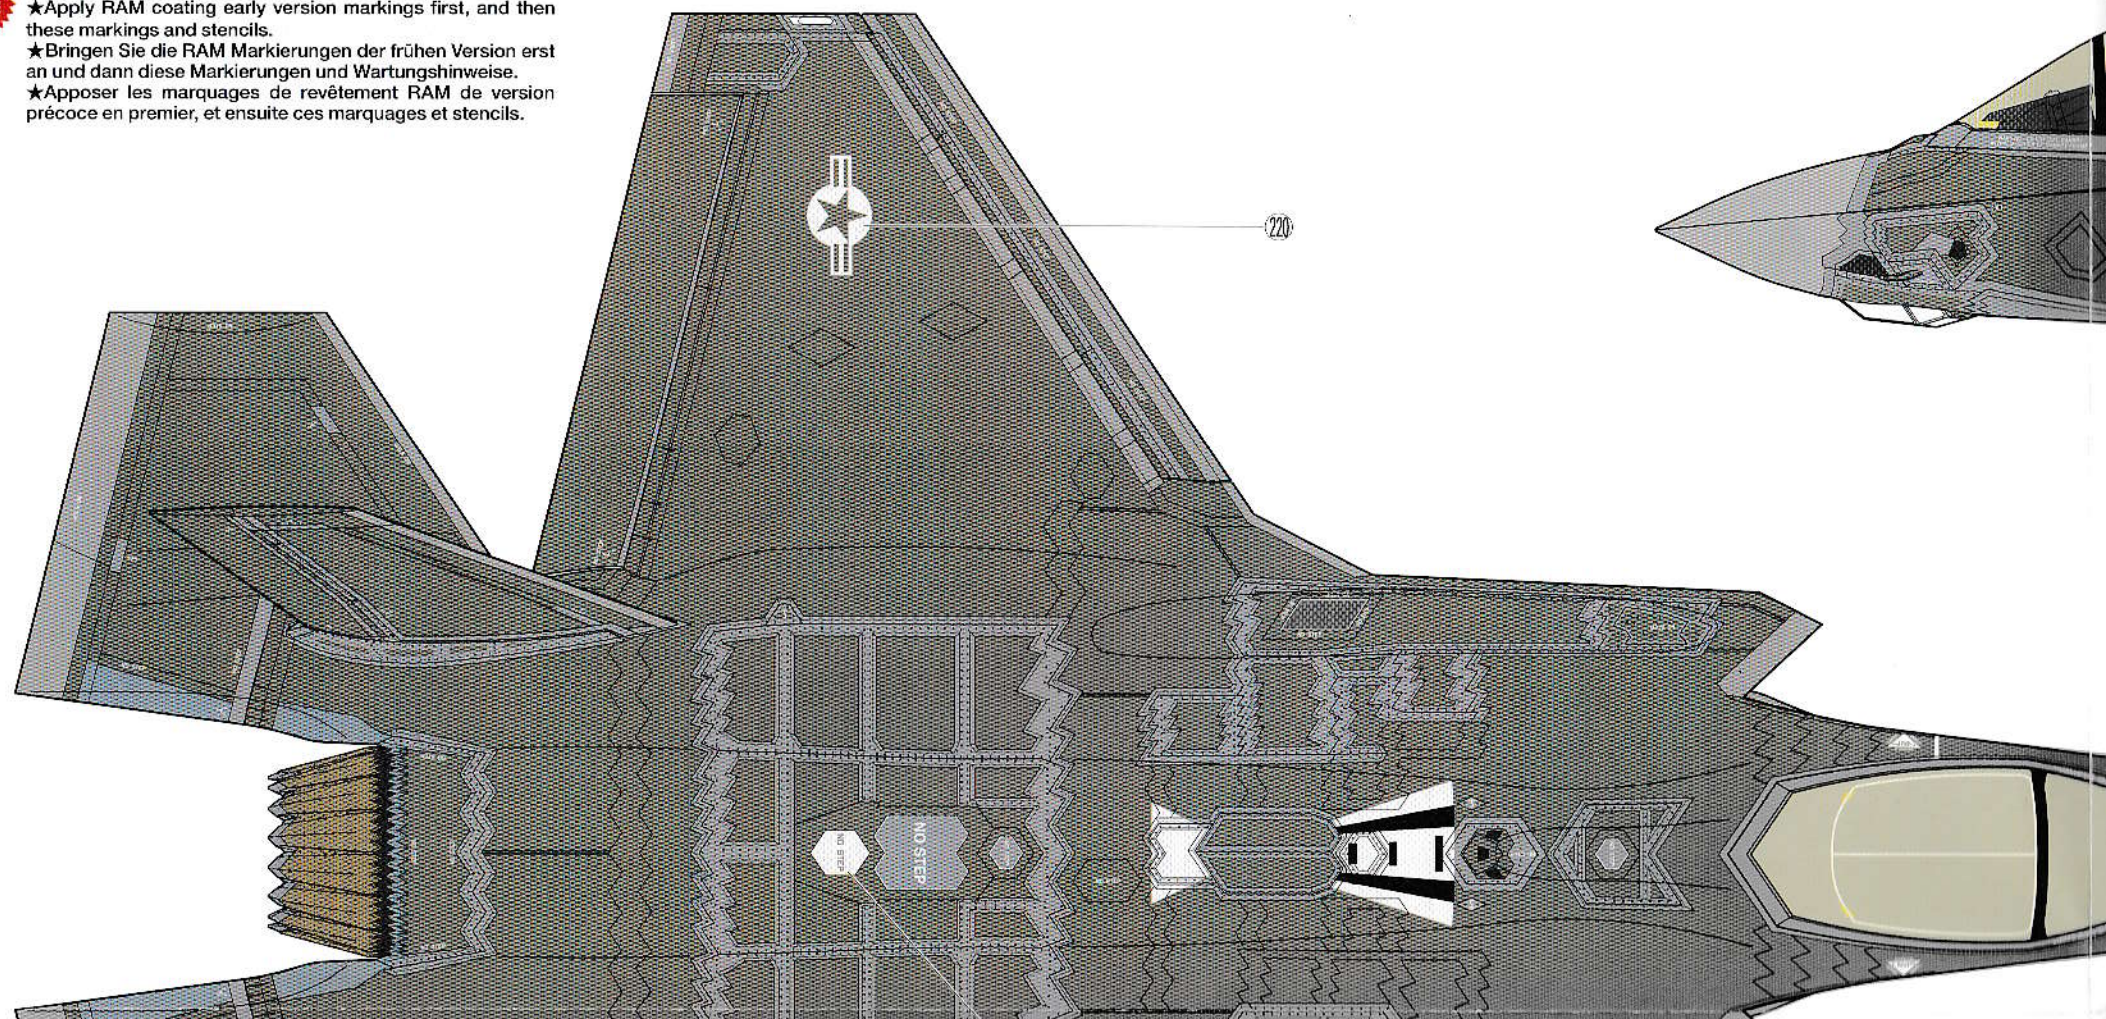 ★Apply RAM coating early version markings first, and then
these markings and stencils.
★Bringen Sie die RAM Markierungen der frühen Version erst
an und dann diese Markierungen und Wartungshinweise.
★Apposer les marquages de revêtement RAM de version
précoce en premier, et ensuite ces marquages et stencils.
220
NO STEP
NO STEP